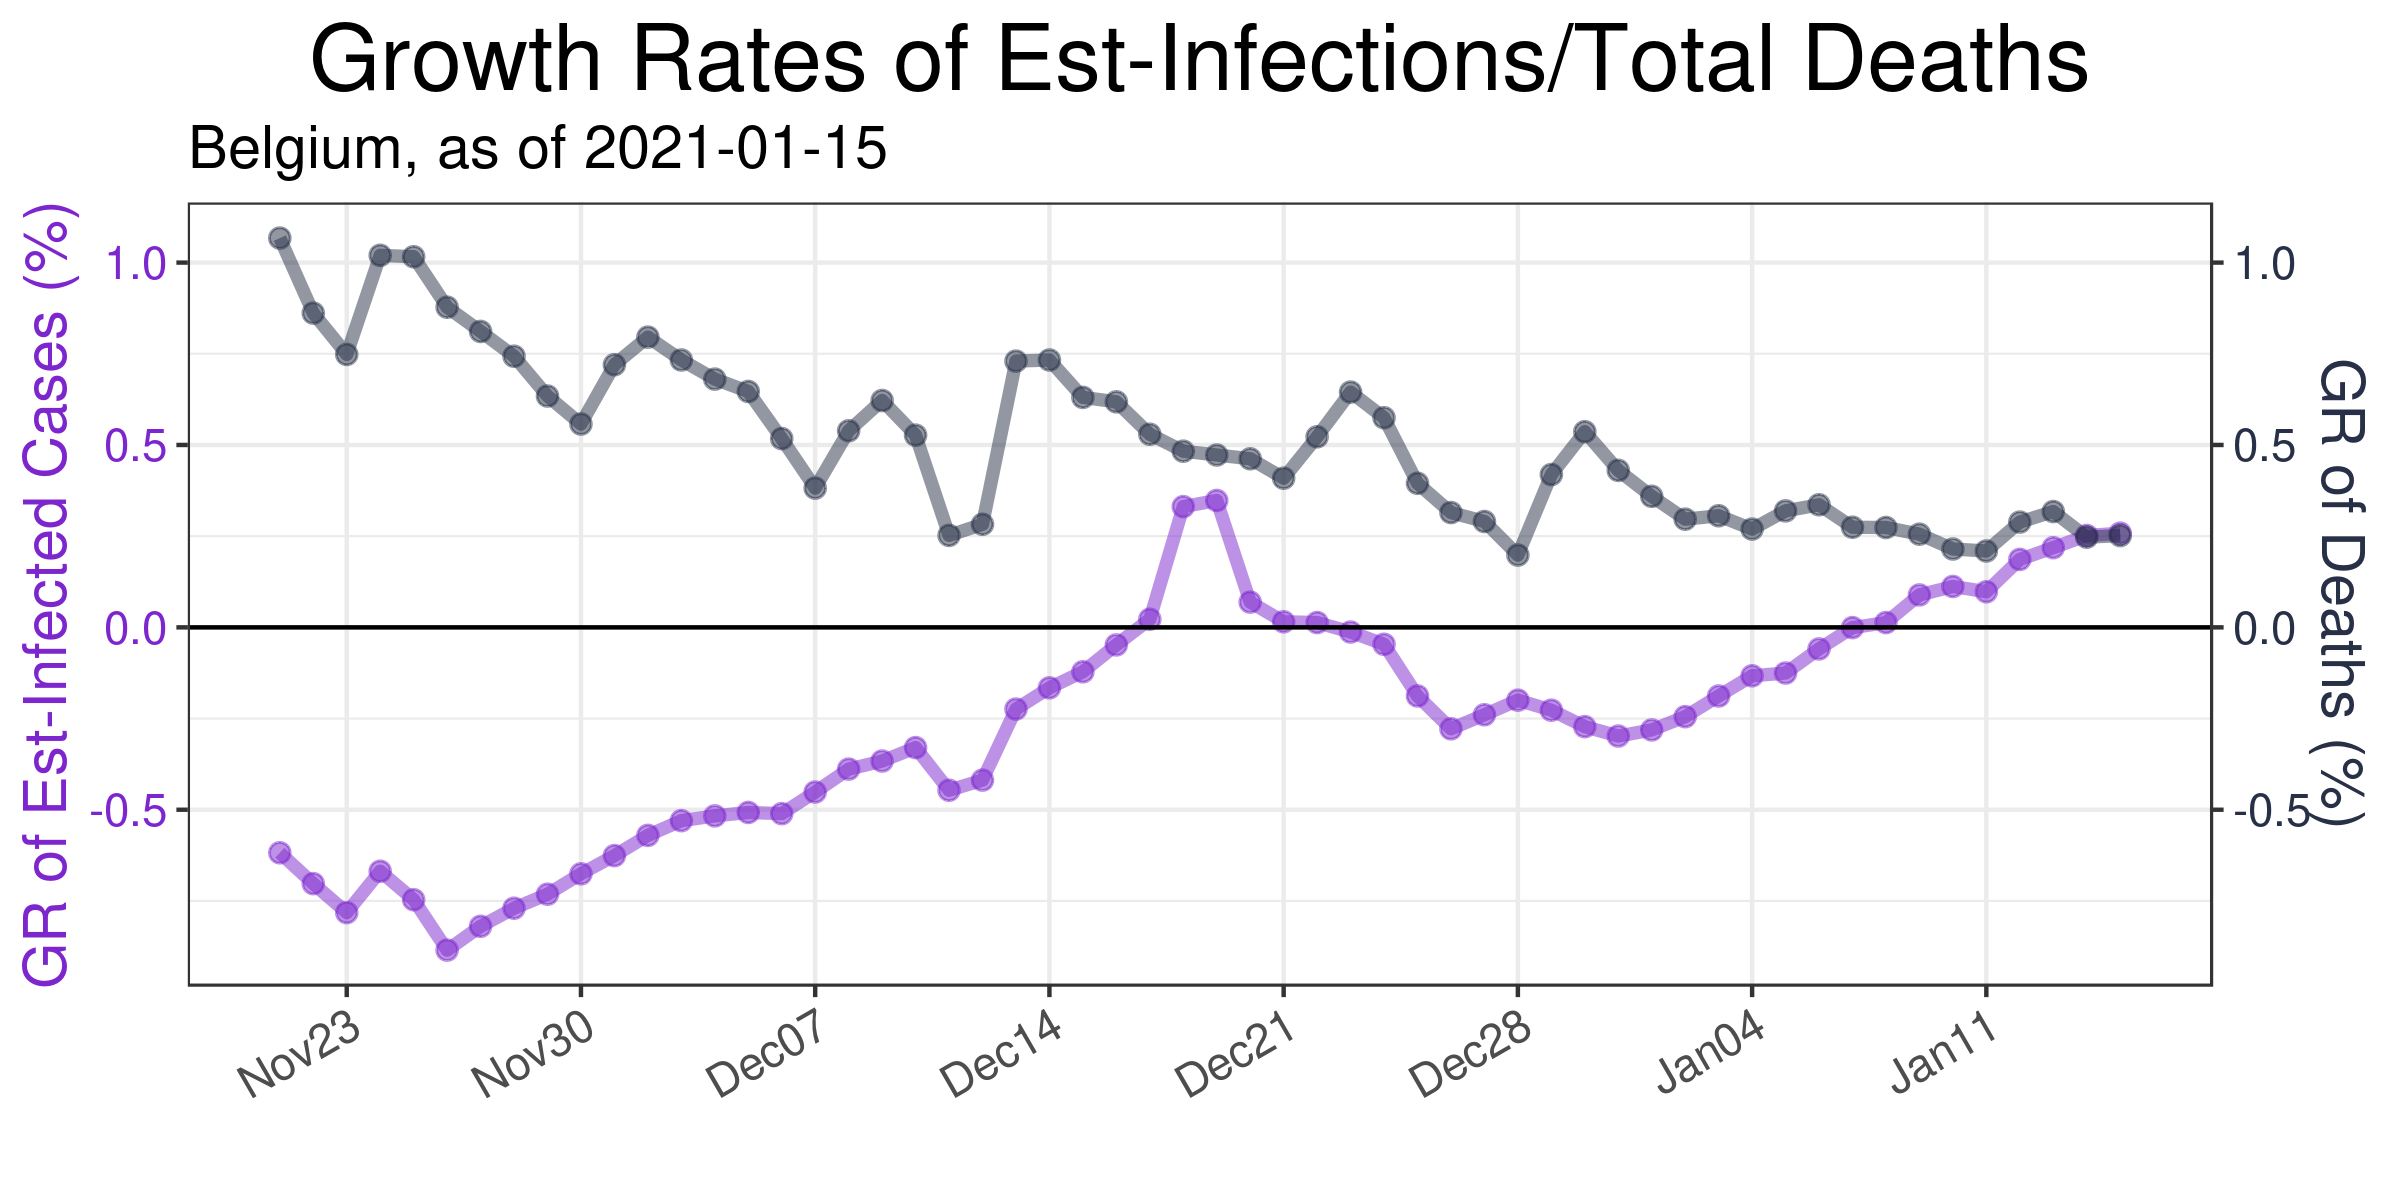 Growth Rates of Est-Infections/Total Deaths
Belgium, as of 2021-01-15
GR of Est-Infected Cases (%)
1.0
0.5
0.0
-0.5
1.0
0.5
0.0
-0.5
GR of Deaths (%)
Nov23
Nov30
Dec07
Dec14
Dec21
Dec28
Jan04
Jan11